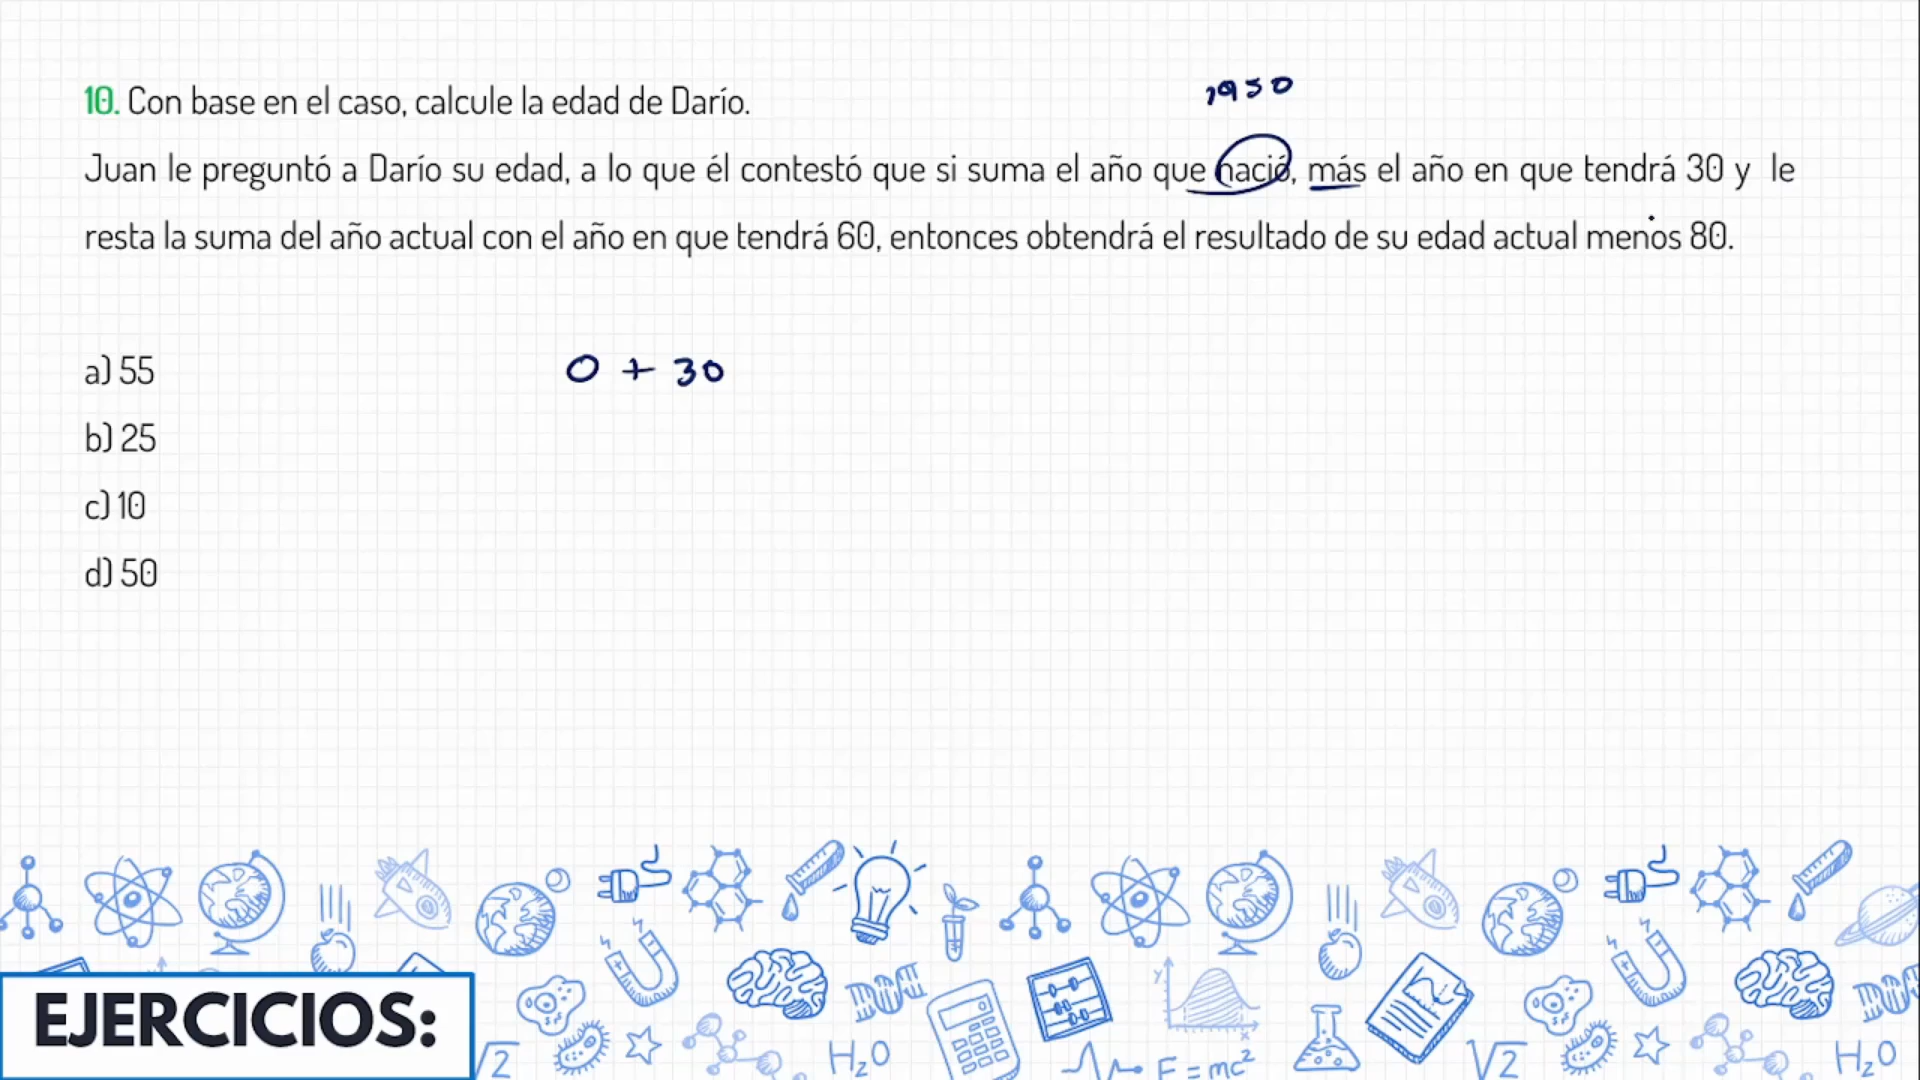 1950
10. Con base en el caso, calcule la edad de Darío.
Juan le preguntó a Darío su edad, a lo que él contestó que si suma el año que nació, más el año en que tendrá 30 y le
resta la suma del año actual con el año en que tendrá 60, entonces obtendrá el resultado de su edad actual menos 80.
a) 55
0 + 30
b) 25
c) 10
d) 50
EJERCICIOS:
√2
H₂O
Y
X
F = mc²
√2
H₂O